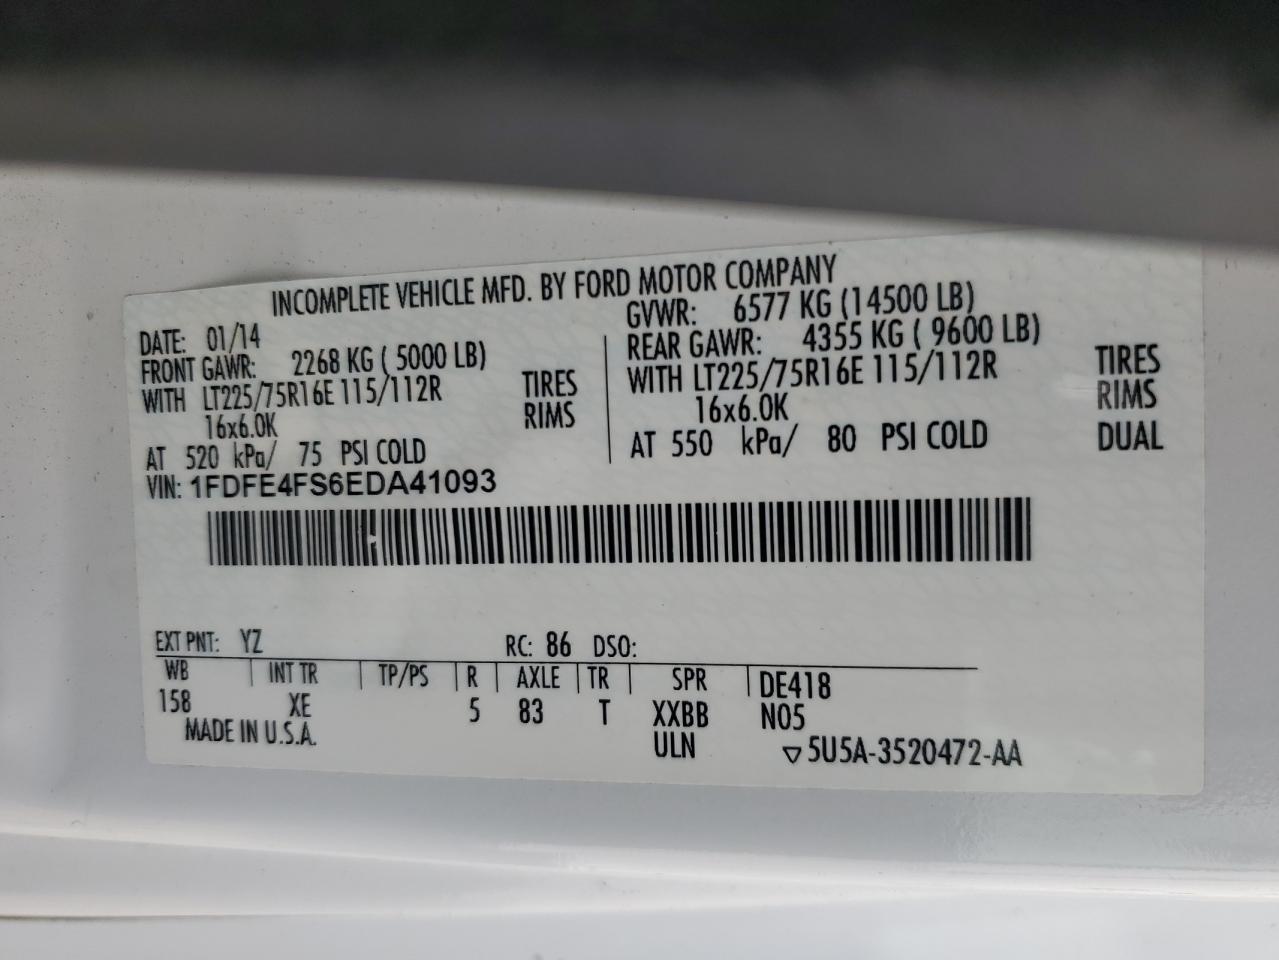 INCOMPLETE VEHICLE MFD. BY FORD MOTOR COMPANY
DATE: 01/14
FRONT GAWR: 2268 KG ( 5000 LB)
WITH LT225/75R16E 115/112R TIRES
16x6.0K RIMS
AT 520 kPa/ 75 PSI COLD
GVWR: 6577 KG (14500 LB)
REAR GAWR: 4355 KG ( 9600 LB)
WITH LT225/75R16E 115/112R TIRES
16x6.0K RIMS
AT 550 kPa/ 80 PSI COLD DUAL
VIN: 1FDFE4FS6EDA41093
EXT PNT: YZ RC: 86 DSO:
WB INT TR TP/PS R AXLE TR SPR DE418
158 XE 5 83 T XXBB N05
MADE IN U.S.A. ULN ▽5U5A-3520472-AA